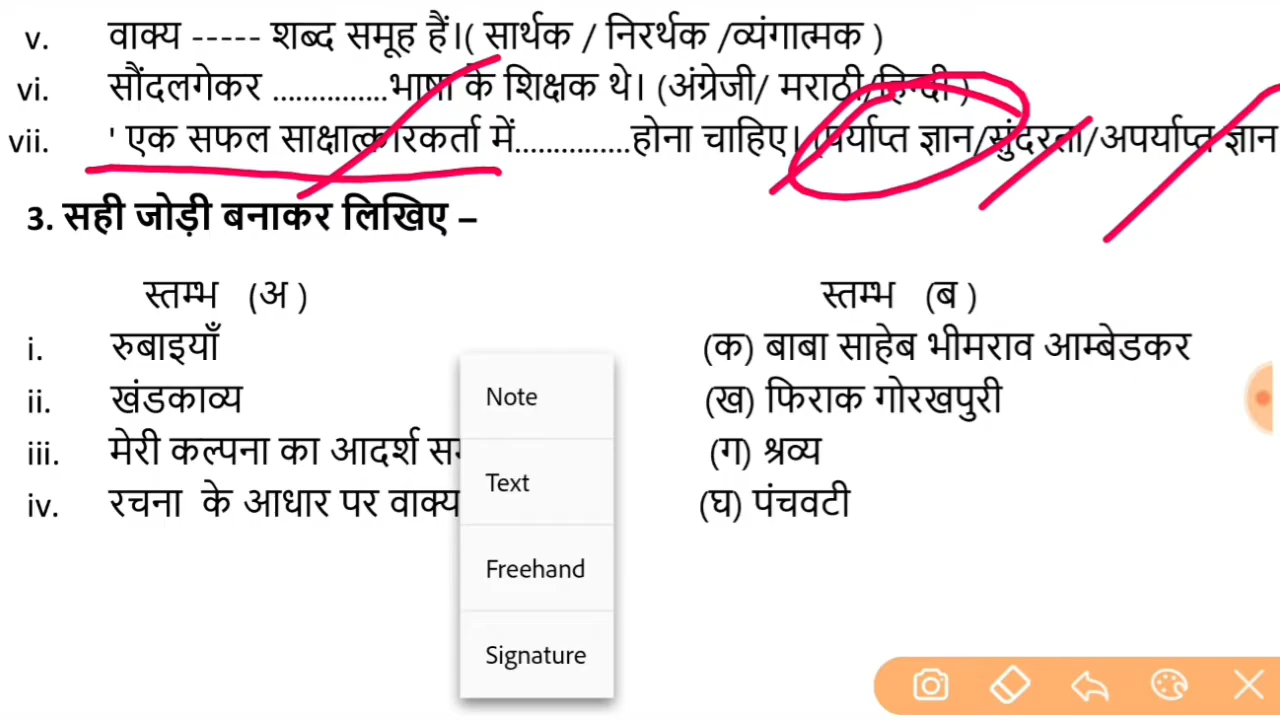 v. वाक्य ----- शब्द समूह हैं।( सार्थक / निरर्थक /व्यंगात्मक )
vi. सौंदलगेकर ...............भाषा के शिक्षक थे। (अंग्रेजी/ मराठी/हिन्दी )
vii. ' एक सफल साक्षात्कारकर्ता में...............होना चाहिए। (पर्याप्त ज्ञान/सुंदरता/अपर्याप्त ज्ञान
3. सही जोड़ी बनाकर लिखिए –
स्तम्भ (अ ) स्तम्भ (ब )
i. रुबाइयाँ (क) बाबा साहेब भीमराव आम्बेडकर
ii. खंडकाव्य (ख) फिराक गोरखपुरी
iii. मेरी कल्पना का आदर्श (ग) श्रव्य
iv. रचना के आधार पर वाक्य (घ) पंचवटी
Note
Text
Freehand
Signature